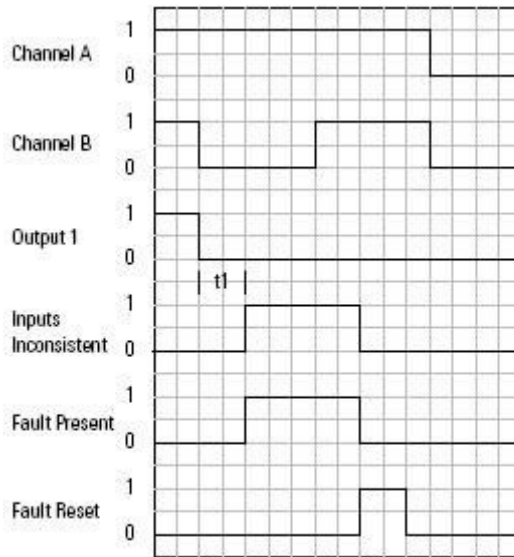 1
Channel A
0
1
Channel B
0
1
Output 1
0
t1
1
Inputs
Inconsistent 0
1
Fault Present
0
1
Fault Reset
0